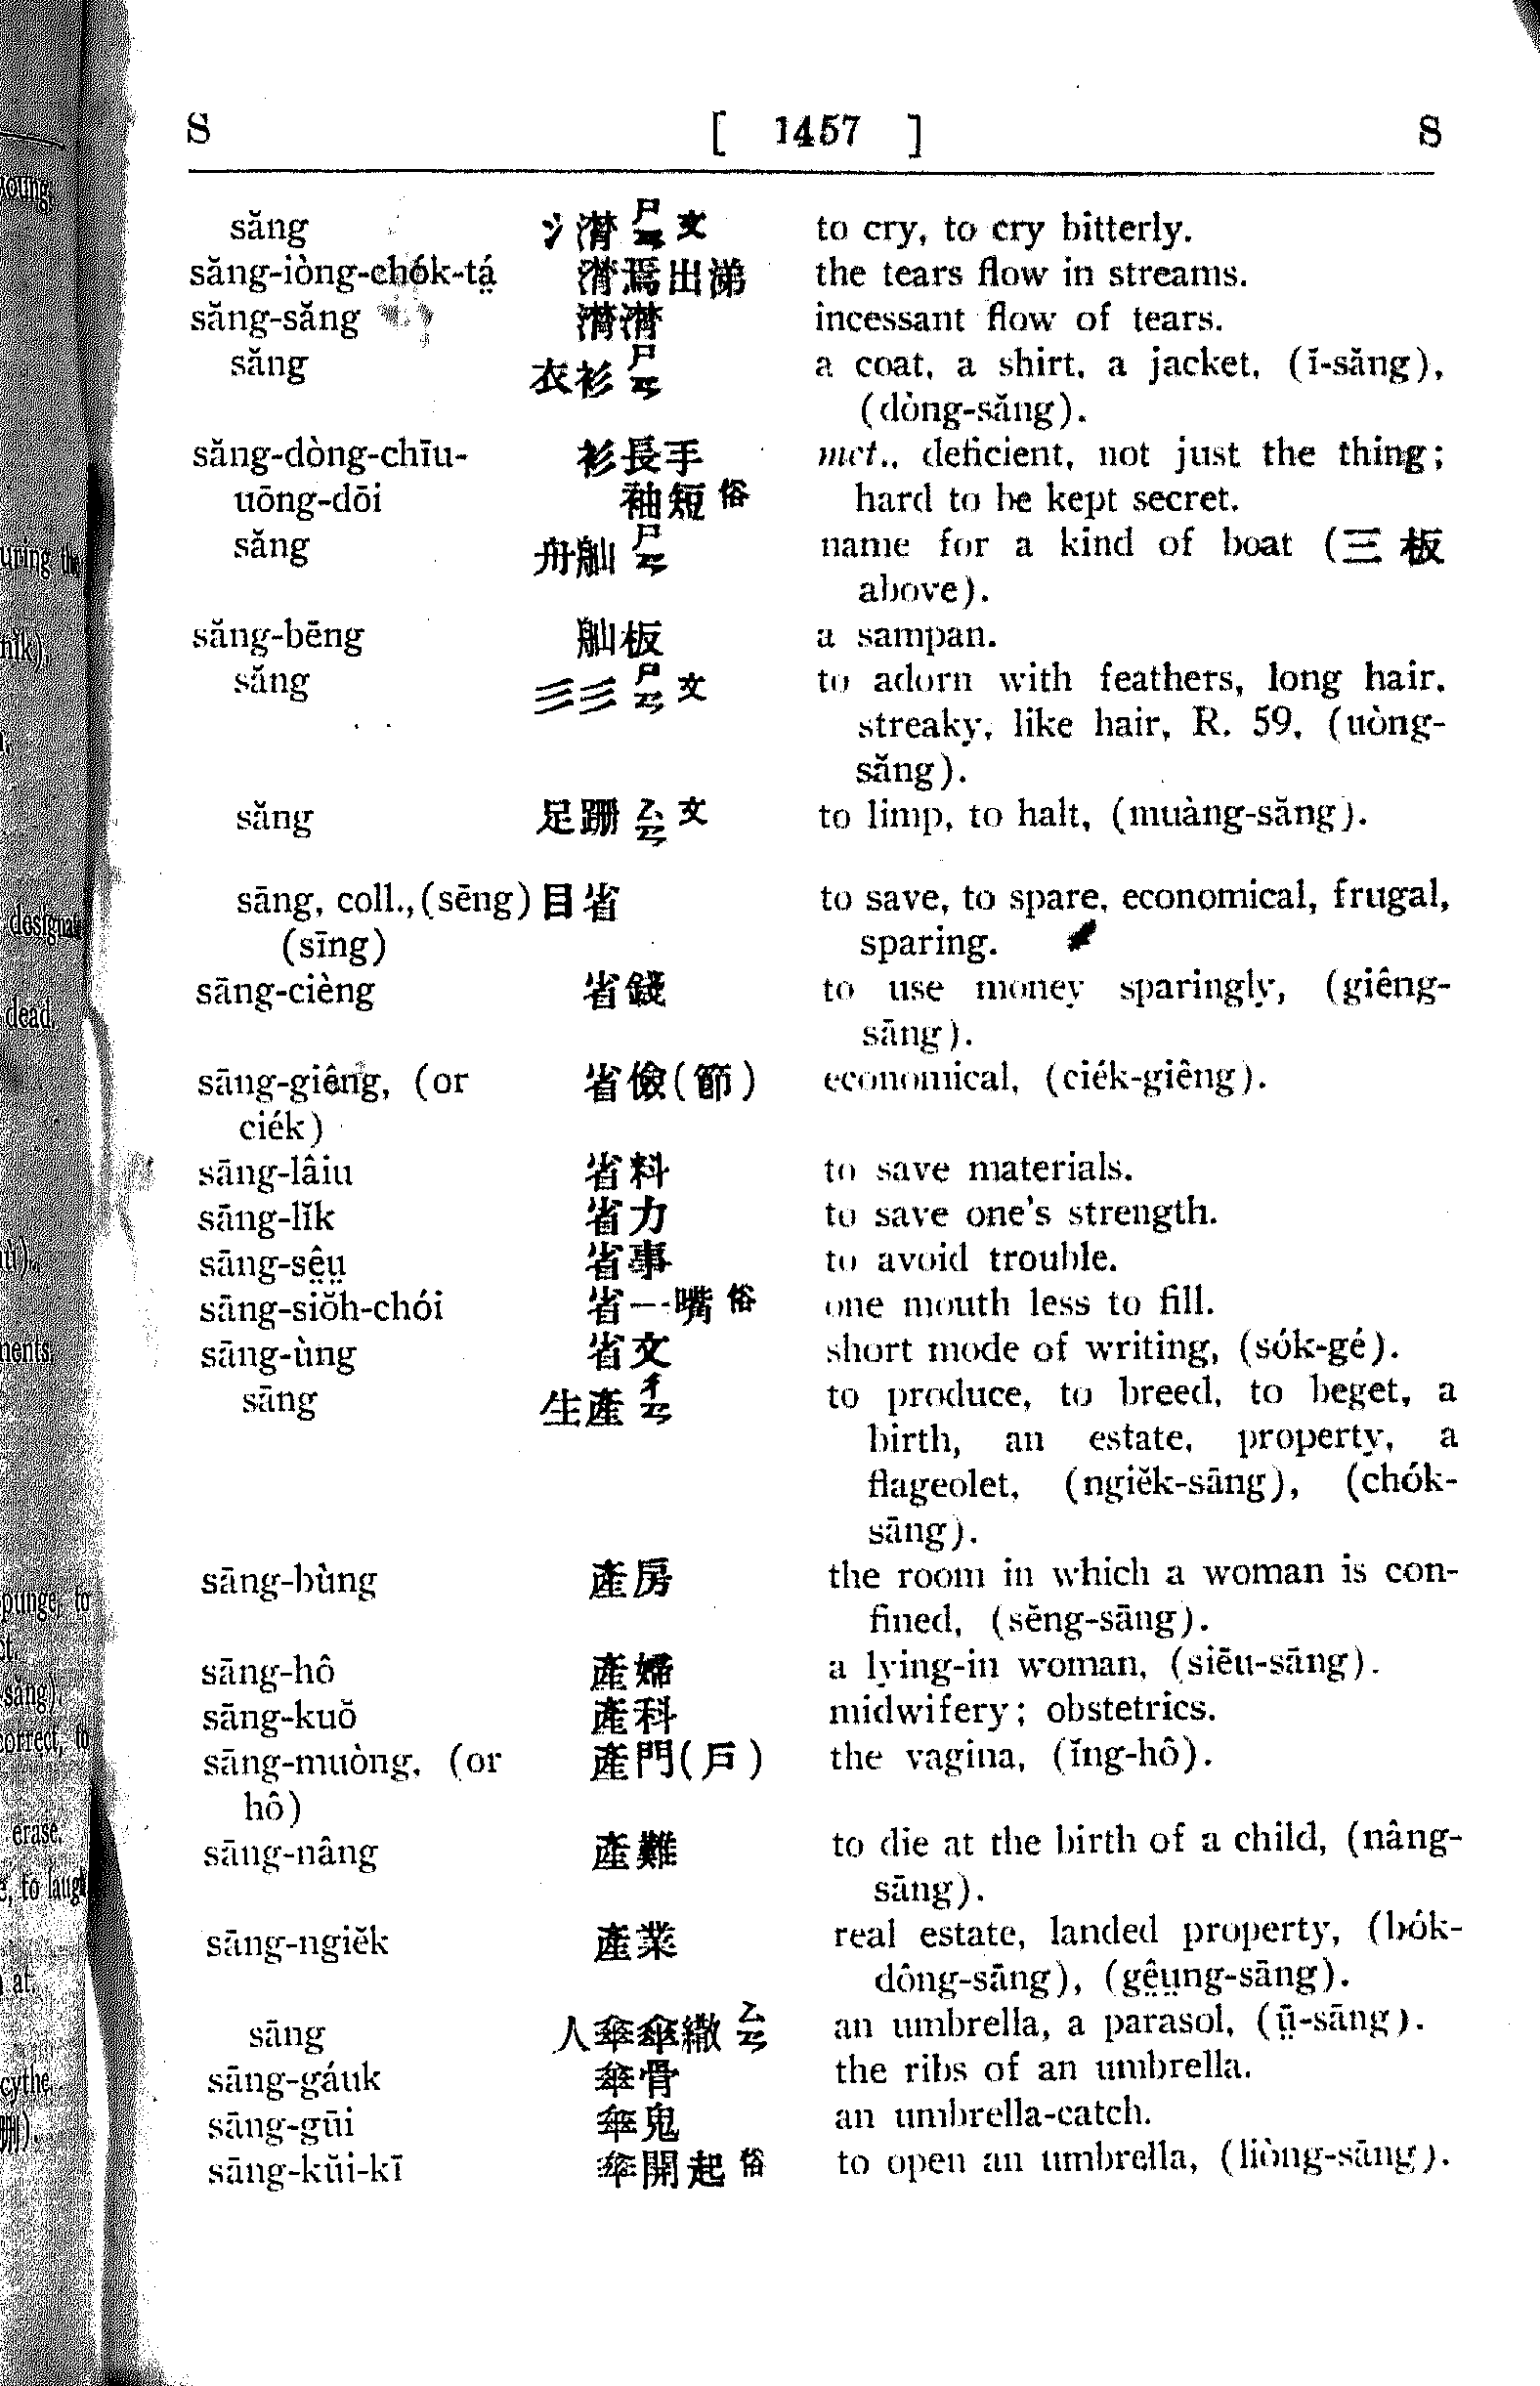 S [ 1457 ] S
săng 氵潸 ㄕㄢ 文 to cry, to cry bitterly.
săng-iòng-chók-tá̤ 潸焉出涕 the tears flow in streams.
săng-săng 潸潸 incessant flow of tears.
săng 衣衫 ㄕㄢ a coat, a shirt, a jacket, (ĭ-săng),
(dòng-săng).
săng-dòng-chīu- 衫長手 met., deficient, not just the thing;
uōng-dōi 袖短 俗 hard to be kept secret.
săng 舟舢 ㄕㄢ name for a kind of boat (三板
above).
săng-bēng 舢板 a sampan.
săng 彡彡 ㄕㄢ 文 to adorn with feathers, long hair,
streaky, like hair, R. 59, (uòng-
săng).
săng 足跚 ㄙㄢ 文 to limp, to halt, (muàng-săng).
sāng, coll., (sēng) 目省 to save, to spare, economical, frugal,
(sīng) sparing.
sāng-cièng 省錢 to use money sparingly, (giêng-
sāng).
sāng-giêng, (or 省儉(節) economical, (ciék-giêng).
ciék)
sāng-lâiu 省料 to save materials.
sāng-lĭk 省力 to save one's strength.
sāng-sê̤ṳ 省事 to avoid trouble.
sāng-siŏh-chói 省一嘴 俗 one mouth less to fill.
sāng-ùng 省文 short mode of writing, (sók-gé).
sāng 生產 ㄔㄢ to produce, to breed, to beget, a
birth, an estate, property, a
flageolet, (ngiĕk-sāng), (chók-
sāng).
sāng-bùng 產房 the room in which a woman is con-
fined, (sĕng-sāng).
sāng-hô 產婦 a lying-in woman, (siēu-sāng).
sāng-kuŏ 產科 midwifery; obstetrics.
sāng-muòng, (or 產門(戶) the vagina, (ĭng-hô).
hô)
sāng-nâng 產難 to die at the birth of a child, (nâng-
sāng).
sāng-ngiĕk 產業 real estate, landed property, (bók-
dông-sāng), (gê̤ṳng-sāng).
sāng 人傘傘繖 ㄙㄢ an umbrella, a parasol, (ṳ̄-sāng).
sāng-gáuk 傘骨 the ribs of an umbrella.
sāng-gūi 傘鬼 an umbrella-catch.
sāng-kŭi-kī 傘開起 俗 to open an umbrella, (liòng-sāng).